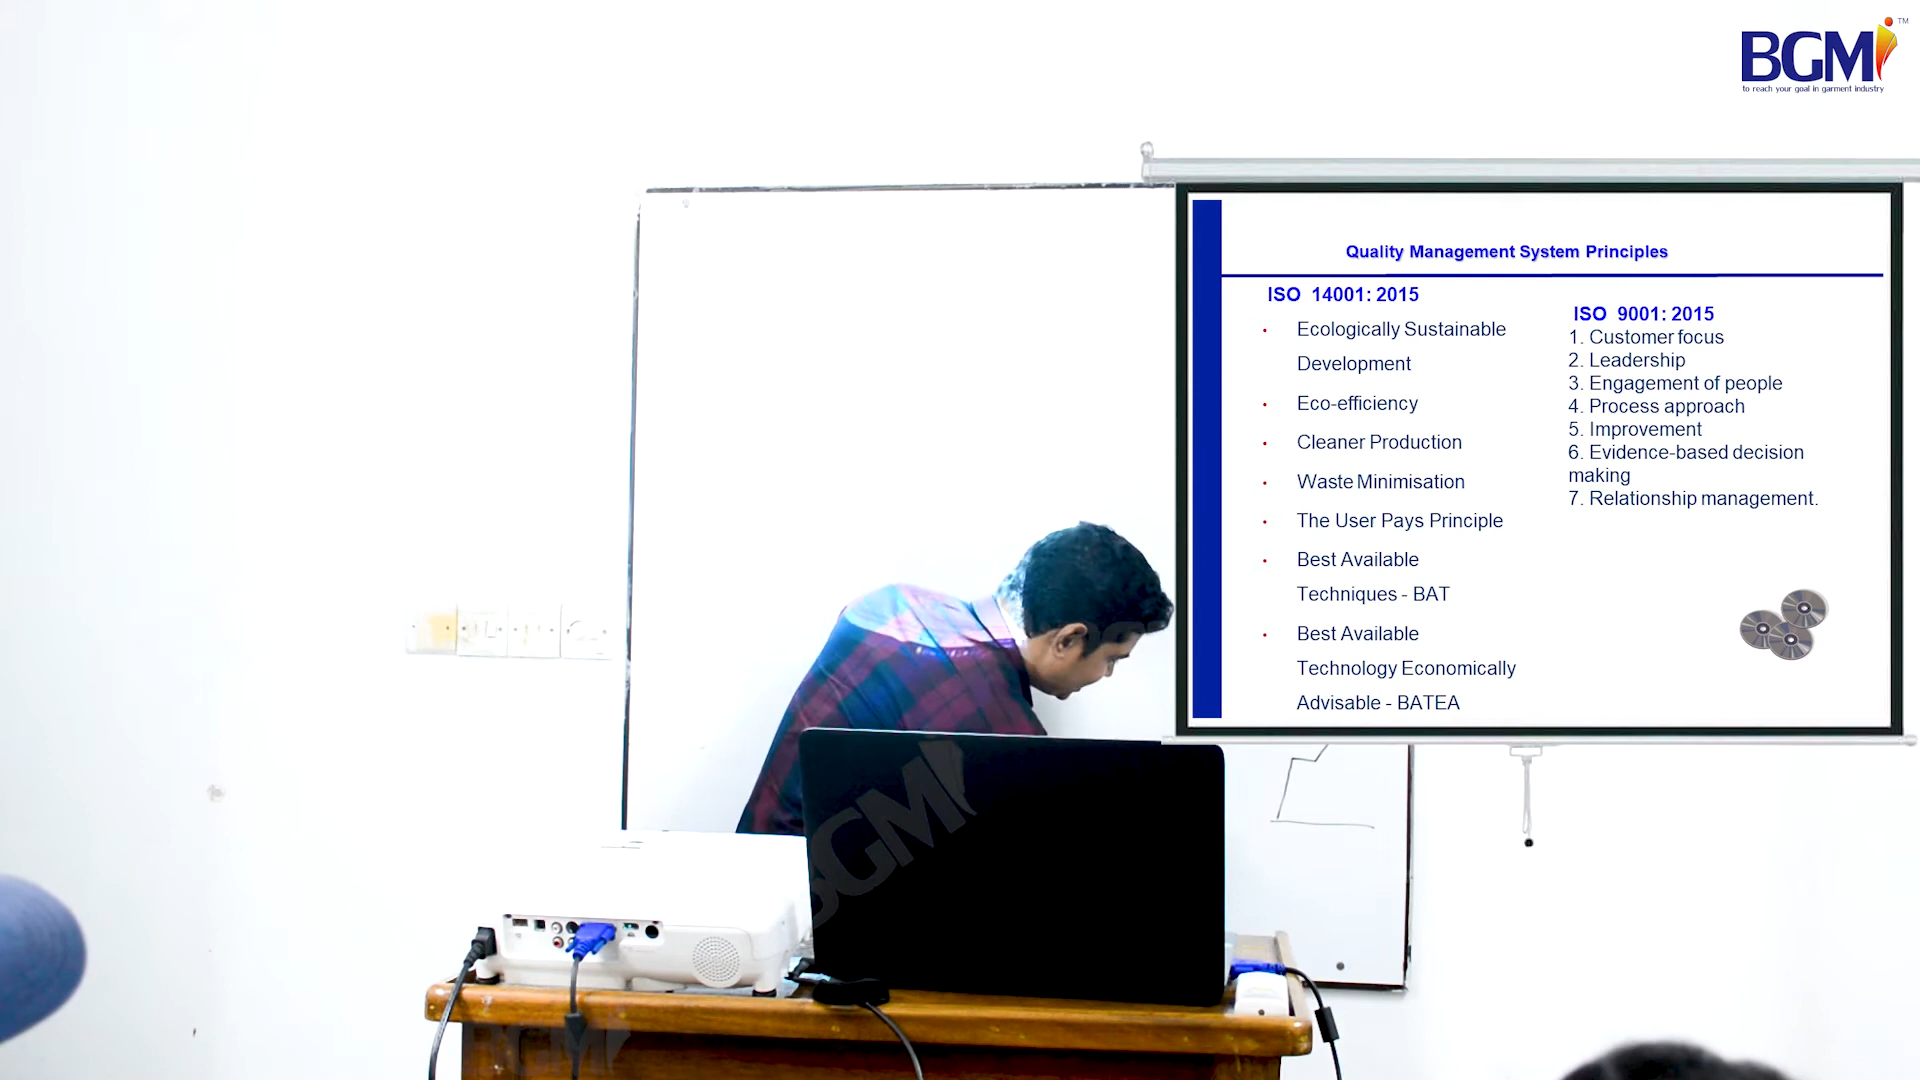 BGMi TM
to reach your goal in garment industry
Quality Management System Principles
ISO 14001: 2015
• Ecologically Sustainable
Development
• Eco-efficiency
• Cleaner Production
• Waste Minimisation
• The User Pays Principle
• Best Available
Techniques - BAT
• Best Available
Technology Economically
Advisable - BATEA
ISO 9001: 2015
1. Customer focus
2. Leadership
3. Engagement of people
4. Process approach
5. Improvement
6. Evidence-based decision
making
7. Relationship management.
BGM
BGM